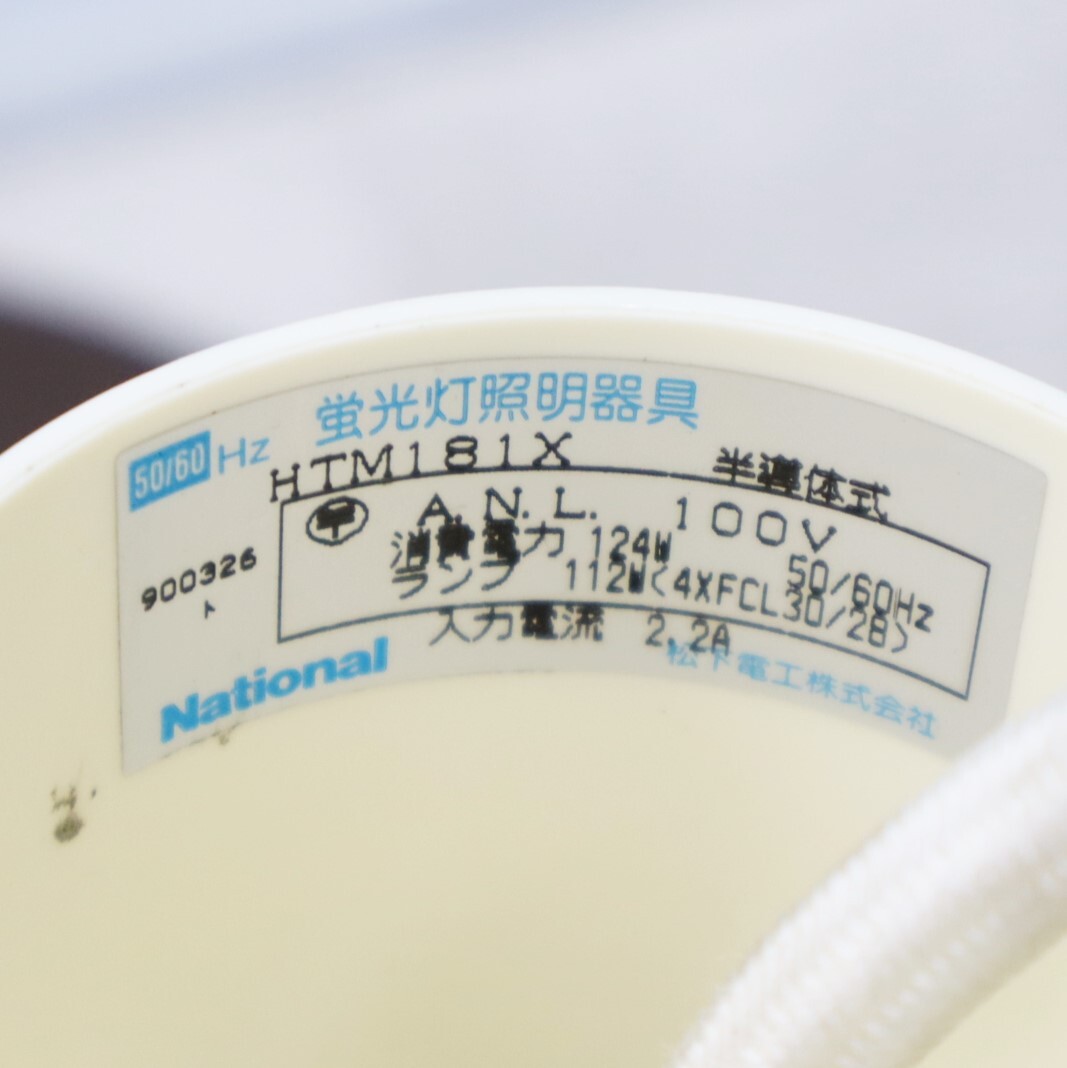 50/60 Hz 蛍光灯照明器具
HTM181X 半導体式
〒 A.N.L. 100V
消費電力 124W 50/60Hz
ランプ 112W(4XFCL30/28)
入力電流 2.2A
900326
ト
National 松下電工株式会社